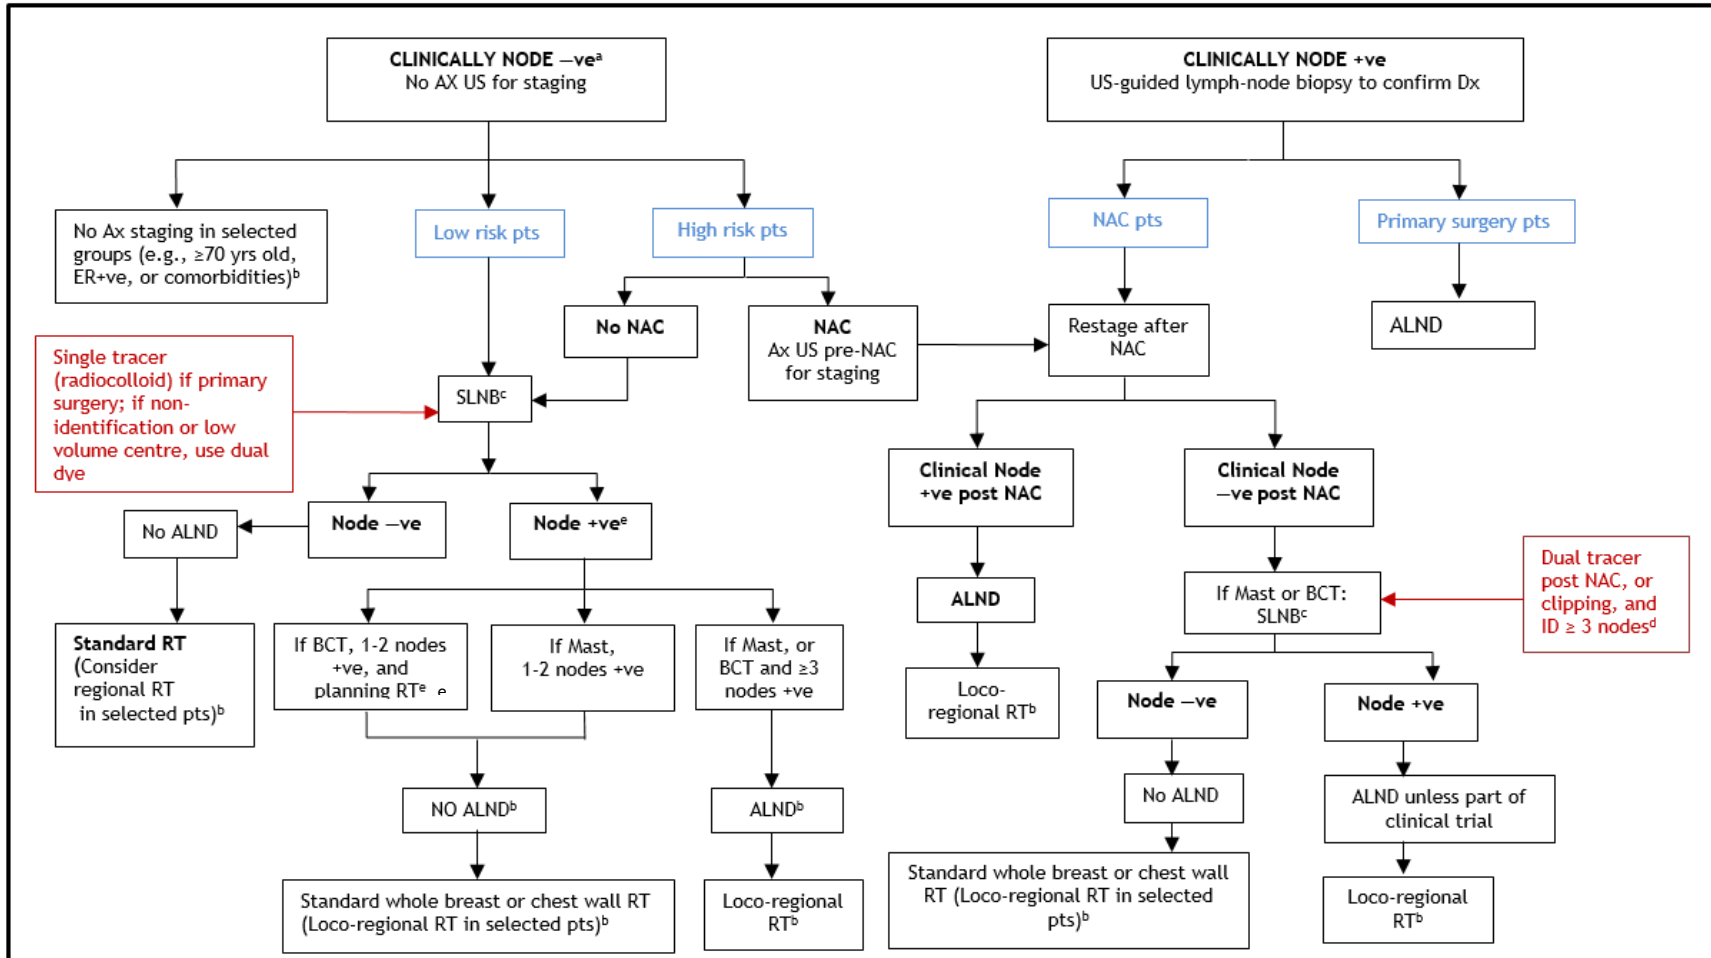 CLINICALLY NODE —veᵃ
No AX US for staging
CLINICALLY NODE +ve
US-guided lymph-node biopsy to confirm Dx
No Ax staging in selected
groups (e.g., ≥70 yrs old,
ER+ve, or comorbidities)ᵇ
Low risk pts
High risk pts
NAC pts
Primary surgery pts
No NAC
NAC
Ax US pre-NAC
for staging
Restage after
NAC
ALND
Single tracer
(radiocolloid) if primary
surgery; if non-
identification or low
volume centre, use dual
dye
SLNBᶜ
Clinical Node
+ve post NAC
Clinical Node
—ve post NAC
No ALND
Node —ve
Node +veᵉ
ALND
If Mast or BCT:
SLNBᶜ
Dual tracer
post NAC, or
clipping, and
ID ≥ 3 nodesᵈ
Standard RT
(Consider
regional RT
in selected pts)ᵇ
If BCT, 1-2 nodes
+ve, and
planning RTᵉ ᵉ
If Mast,
1-2 nodes +ve
If Mast, or
BCT and ≥3
nodes +ve
Loco-
regional RTᵇ
Node —ve
Node +ve
NO ALNDᵇ
ALNDᵇ
No ALND
ALND unless part of
clinical trial
Standard whole breast or chest wall RT
(Loco-regional RT in selected pts)ᵇ
Loco-regional
RTᵇ
Standard whole breast or chest wall
RT (Loco-regional RT in selected
pts)ᵇ
Loco-regional
RTᵇ